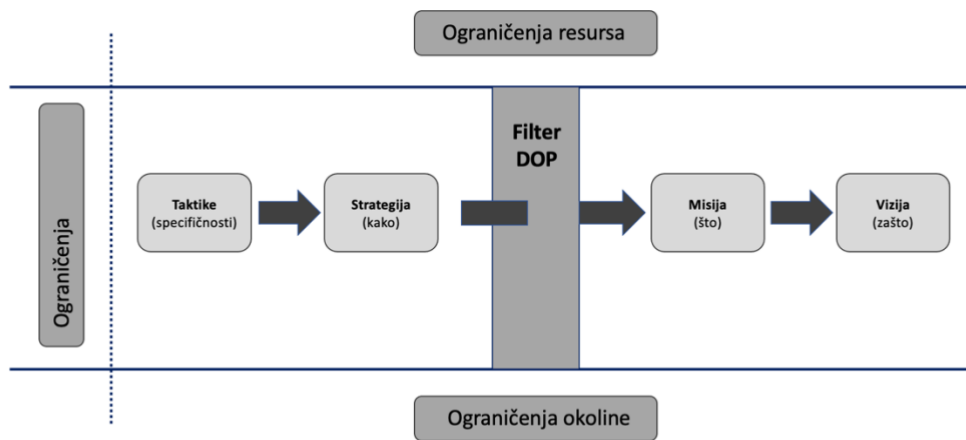 Ograničenja resursa
Ograničenja
Taktike
(specifičnosti)
Strategija
(kako)
Filter
DOP
Misija
(što)
Vizija
(zašto)
Ograničenja okoline